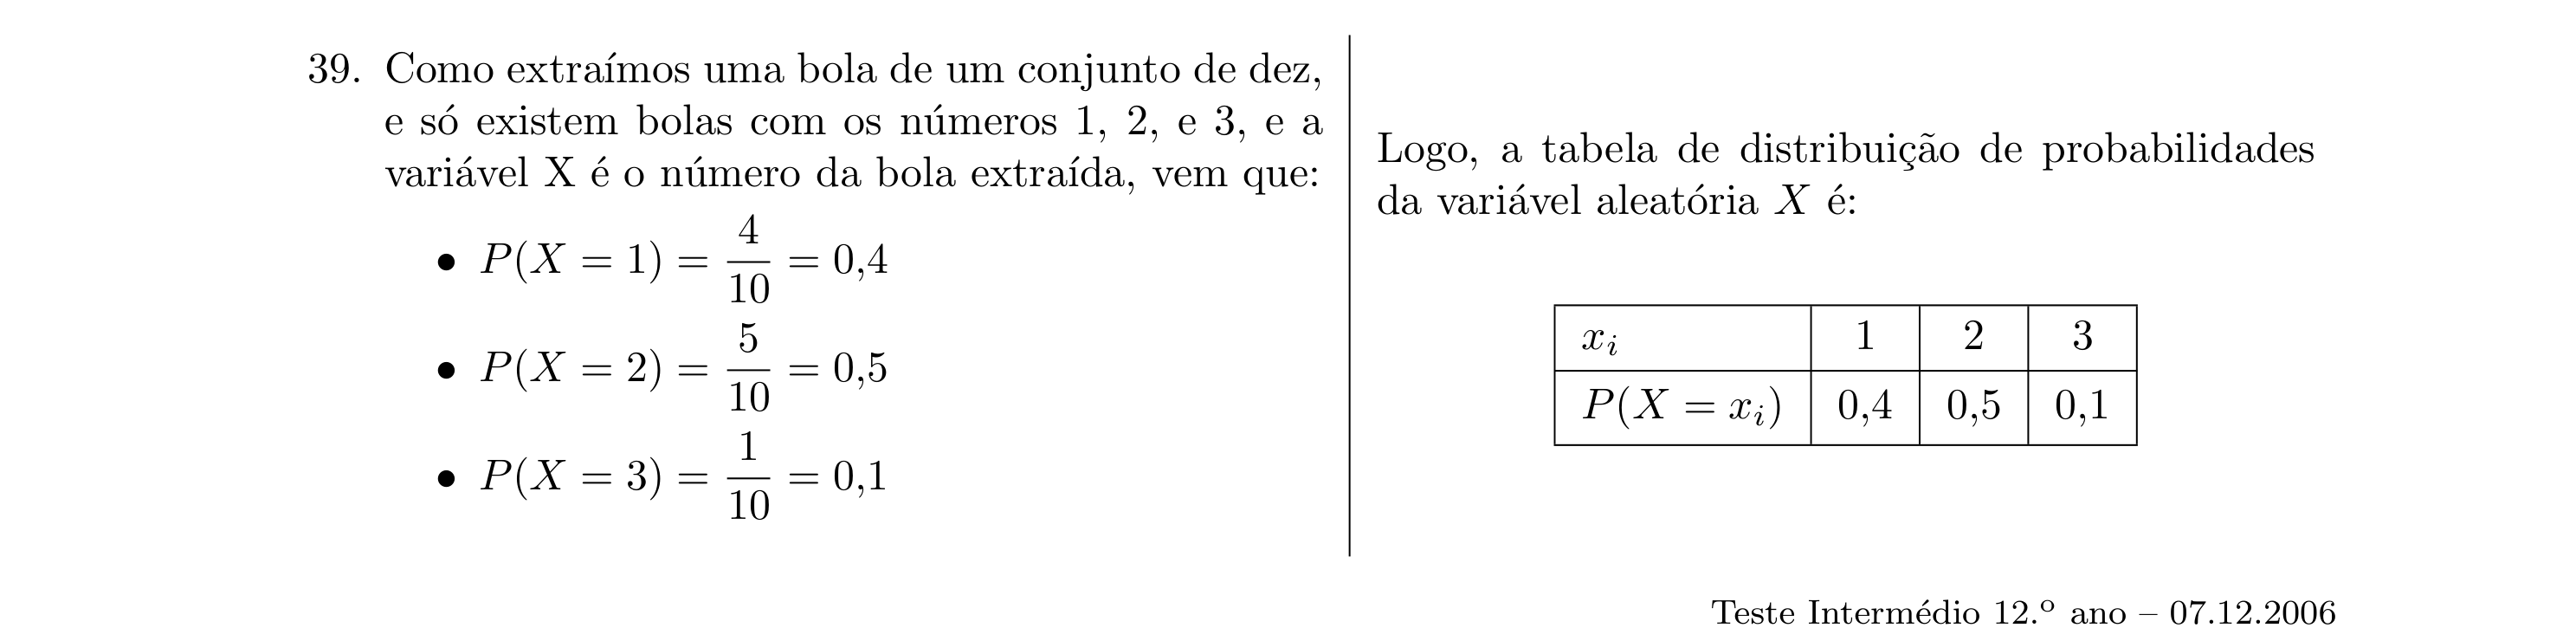 39. Como extraímos uma bola de um conjunto de dez,
e só existem bolas com os números 1, 2, e 3, e a
variável X é o número da bola extraída, vem que:
• P(X = 1) = 4/10 = 0,4
• P(X = 2) = 5/10 = 0,5
• P(X = 3) = 1/10 = 0,1
Logo, a tabela de distribuição de probabilidades
da variável aleatória X é:
x_i 1 2 3
P(X = x_i) 0,4 0,5 0,1
Teste Intermédio 12.º ano – 07.12.2006